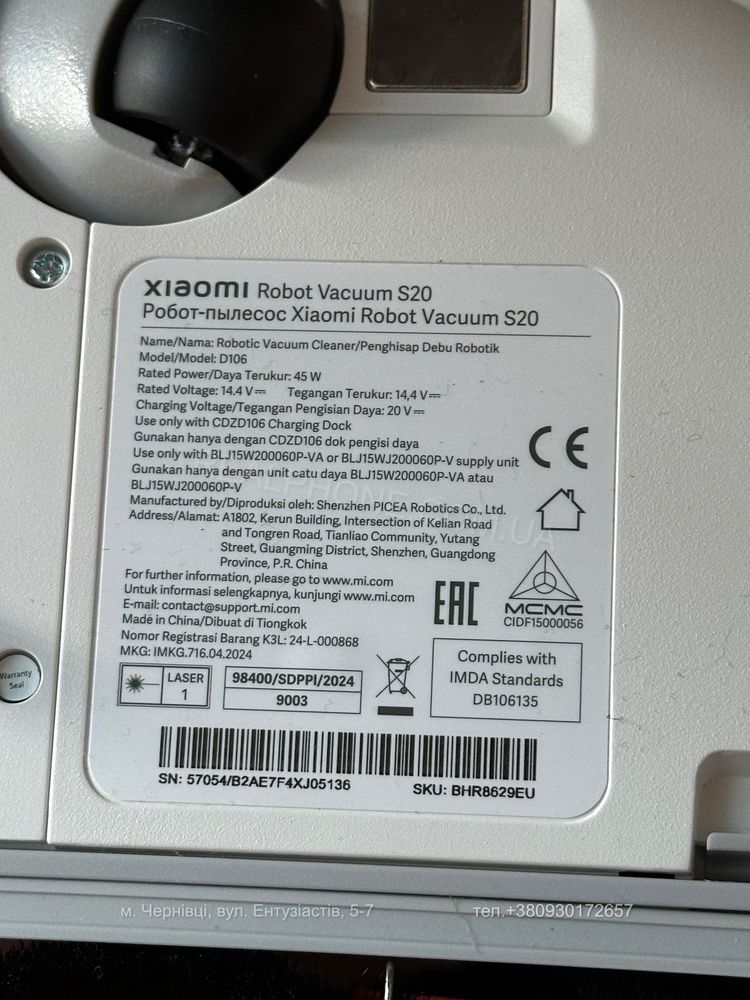 xiaomi Robot Vacuum S20
Робот-пылесос Xiaomi Robot Vacuum S20
Name/Nama: Robotic Vacuum Cleaner/Penghisap Debu Robotik
Model/Model: D106
Rated Power/Daya Terukur: 45 W
Rated Voltage: 14.4 V⎓ Tegangan Terukur: 14,4 V⎓
Charging Voltage/Tegangan Pengisian Daya: 20 V⎓
Use only with CDZD106 Charging Dock
Gunakan hanya dengan CDZD106 dok pengisi daya
Use only with BLJ15W200060P-VA or BLJ15WJ200060P-V supply unit
Gunakan hanya dengan unit catu daya BLJ15W200060P-VA atau
BLJ15WJ200060P-V
Manufactured by/Diproduksi oleh: Shenzhen PICEA Robotics Co., Ltd.
Address/Alamat: A1802, Kerun Building, Intersection of Kelian Road
and Tongren Road, Tianliao Community, Yutang
Street, Guangming District, Shenzhen, Guangdong
Province, P.R. China
For further information, please go to www.mi.com
Untuk informasi selengkapnya, kunjungi www.mi.com
E-mail: contact@support.mi.com
Made in China/Dibuat di Tiongkok
Nomor Registrasi Barang K3L: 24-L-000868
MKG: IMKG.716.04.2024
CE
EAC
MCMC
CIDF15000056
LASER
1
98400/SDPPI/2024
9003
Complies with
IMDA Standards
DB106135
SN: 57054/B2AE7F4XJ05136 SKU: BHR8629EU
Warranty
Seal
м. Чернівці, вул. Ентузіастів, 5-7 тел.+380930172657